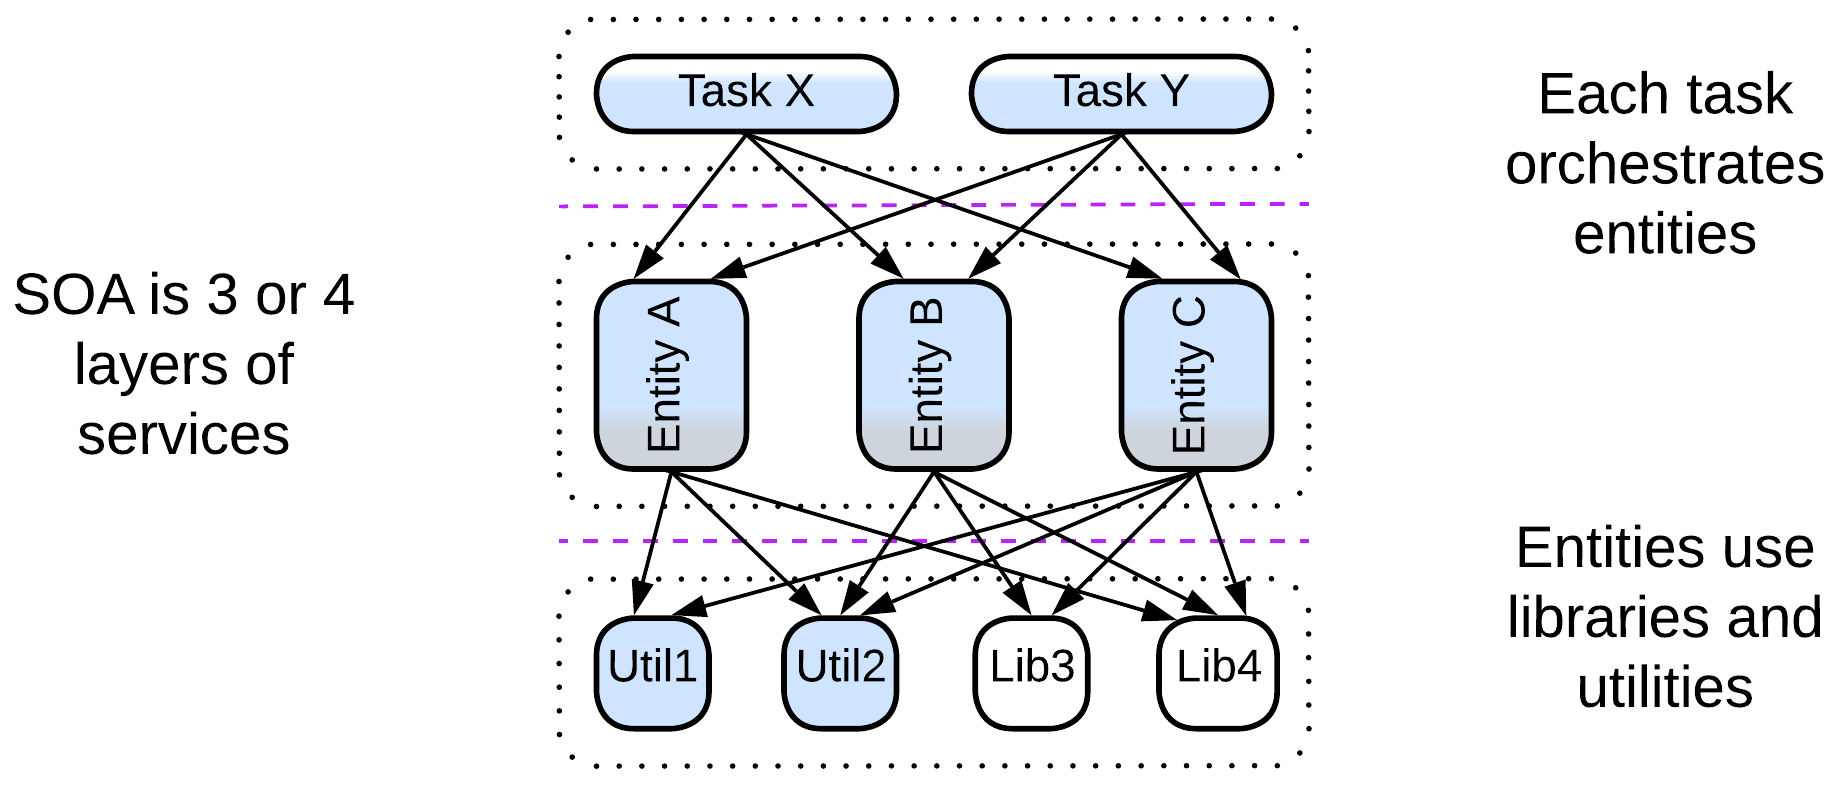 Task X
Task Y
Each task
orchestrates
entities
SOA is 3 or 4
layers of
services
Entity A
Entity B
Entity C
Entities use
libraries and
utilities
Util1
Util2
Lib3
Lib4